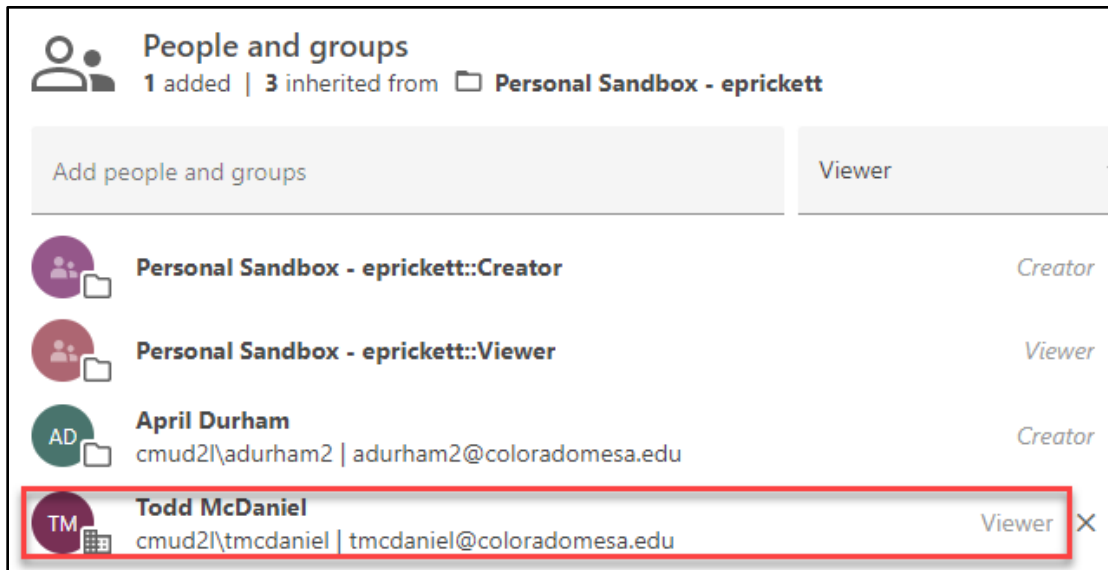 People and groups
1 added | 3 inherited from Personal Sandbox - eprickett
Add people and groups
Viewer
Personal Sandbox - eprickett::Creator
Creator
Personal Sandbox - eprickett::Viewer
Viewer
AD
April Durham
cmud2l\adurham2 | adurham2@coloradomesa.edu
Creator
TM
Todd McDaniel
cmud2l\tmcdaniel | tmcdaniel@coloradomesa.edu
Viewer